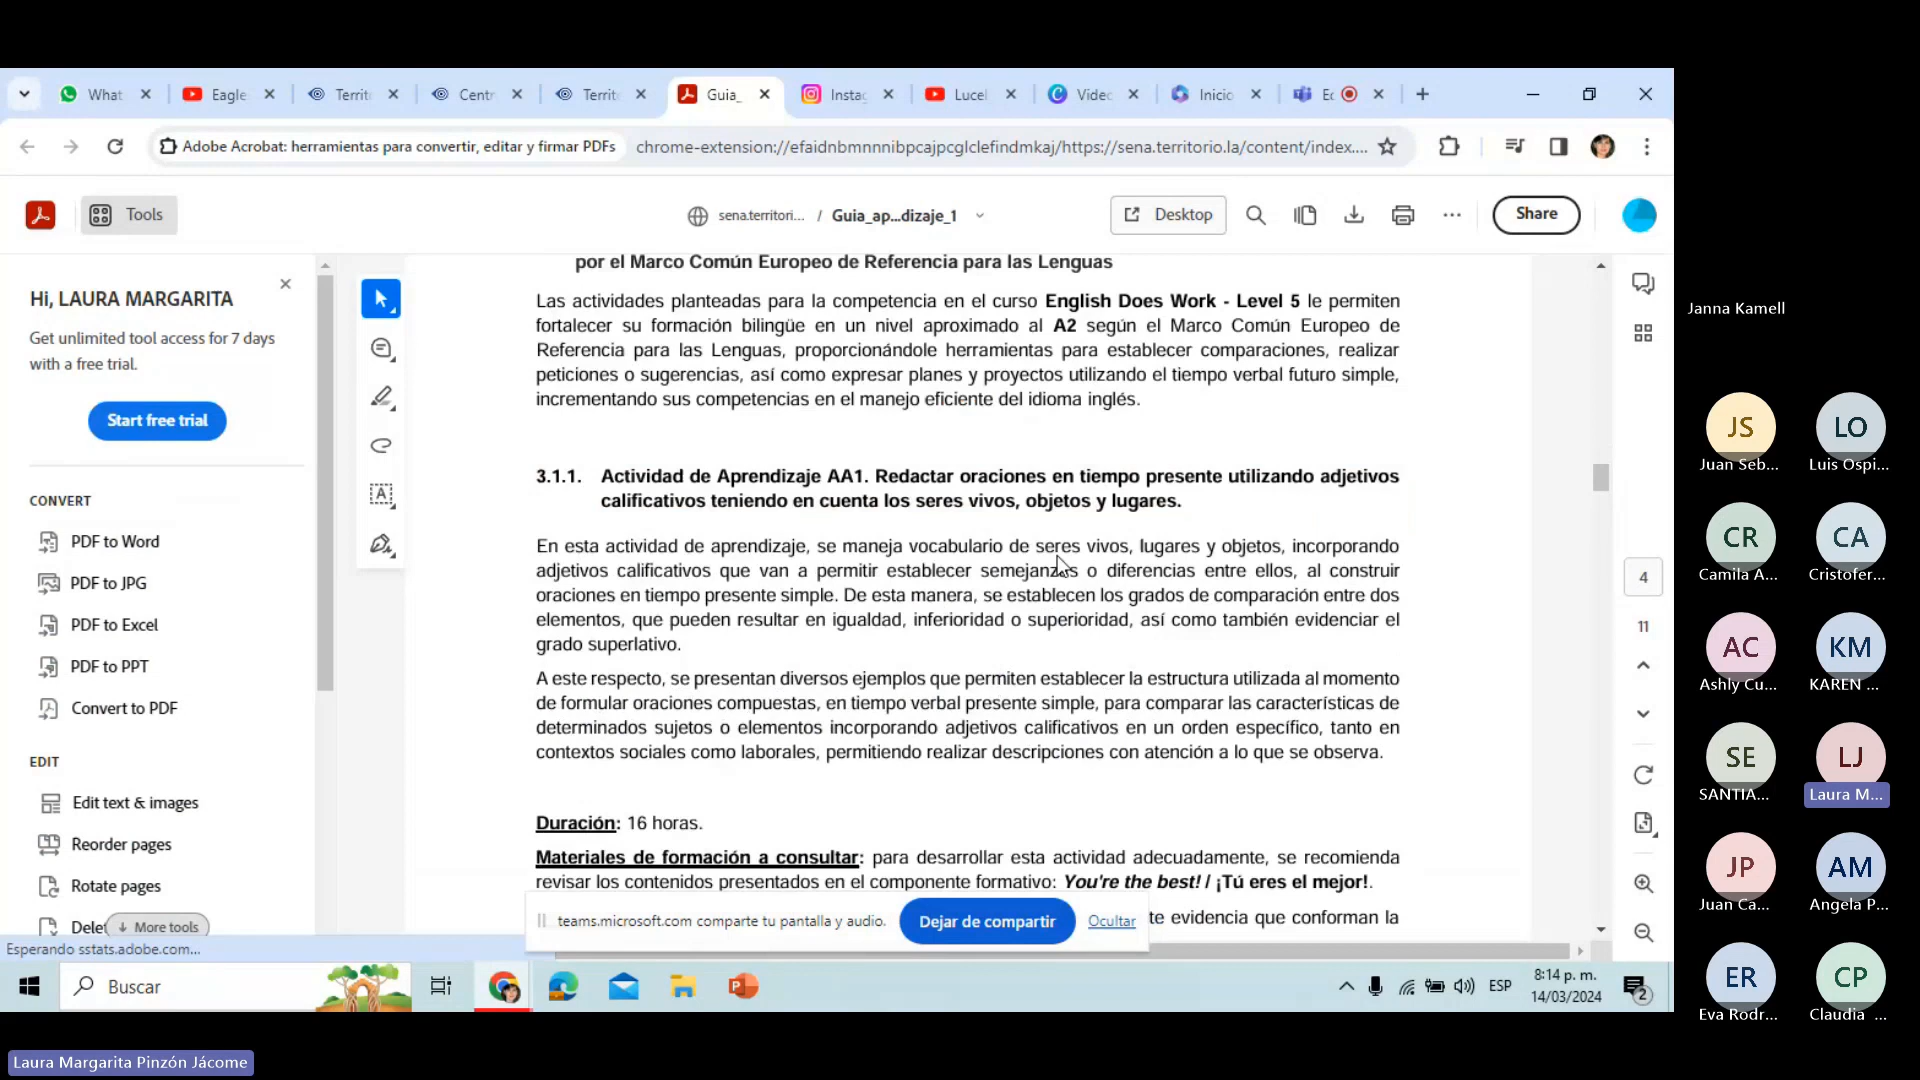 What
Eagle
Territ
Centr
Territ
Guia_
Instag
Lucel
Video
Inicio
Ec
Adobe Acrobat: herramientas para convertir, editar y firmar PDFs
chrome-extension://efaidnbmnnnibpcajpcglclefindmkaj/https://sena.territorio.la/content/index....
Tools
sena.territori... / Guia_ap...dizaje_1
Desktop
Share
Hi, LAURA MARGARITA
Get unlimited tool access for 7 days
with a free trial.
Start free trial
CONVERT
PDF to Word
PDF to JPG
PDF to Excel
PDF to PPT
Convert to PDF
EDIT
Edit text & images
Reorder pages
Rotate pages
Delet
More tools
Esperando sstats.adobe.com...
por el Marco Común Europeo de Referencia para las Lenguas
Las actividades planteadas para la competencia en el curso English Does Work - Level 5 le permiten
fortalecer su formación bilingüe en un nivel aproximado al A2 según el Marco Común Europeo de
Referencia para las Lenguas, proporcionándole herramientas para establecer comparaciones, realizar
peticiones o sugerencias, así como expresar planes y proyectos utilizando el tiempo verbal futuro simple,
incrementando sus competencias en el manejo eficiente del idioma inglés.
3.1.1. Actividad de Aprendizaje AA1. Redactar oraciones en tiempo presente utilizando adjetivos
calificativos teniendo en cuenta los seres vivos, objetos y lugares.
En esta actividad de aprendizaje, se maneja vocabulario de seres vivos, lugares y objetos, incorporando
adjetivos calificativos que van a permitir establecer semejanzas o diferencias entre ellos, al construir
oraciones en tiempo presente simple. De esta manera, se establecen los grados de comparación entre dos
elementos, que pueden resultar en igualdad, inferioridad o superioridad, así como también evidenciar el
grado superlativo.
A este respecto, se presentan diversos ejemplos que permiten establecer la estructura utilizada al momento
de formular oraciones compuestas, en tiempo verbal presente simple, para comparar las características de
determinados sujetos o elementos incorporando adjetivos calificativos en un orden específico, tanto en
contextos sociales como laborales, permitiendo realizar descripciones con atención a lo que se observa.
Duración: 16 horas.
Materiales de formación a consultar: para desarrollar esta actividad adecuadamente, se recomienda
revisar los contenidos presentados en el componente formativo: You're the best! / ¡Tú eres el mejor!.
te evidencia que conforman la
teams.microsoft.com comparte tu pantalla y audio.
Dejar de compartir
Ocultar
4
11
Buscar
ESP
8:14 p. m.
14/03/2024
2
Janna Kamell
JS
Juan Seb...
LO
Luis Ospi...
CR
Camila A...
CA
Cristofer...
AC
Ashly Cu...
KM
KAREN ...
SE
SANTIA...
LJ
Laura M...
JP
Juan Ca...
AM
Angela P...
ER
Eva Rodr...
CP
Claudia ...
Laura Margarita Pinzón Jácome